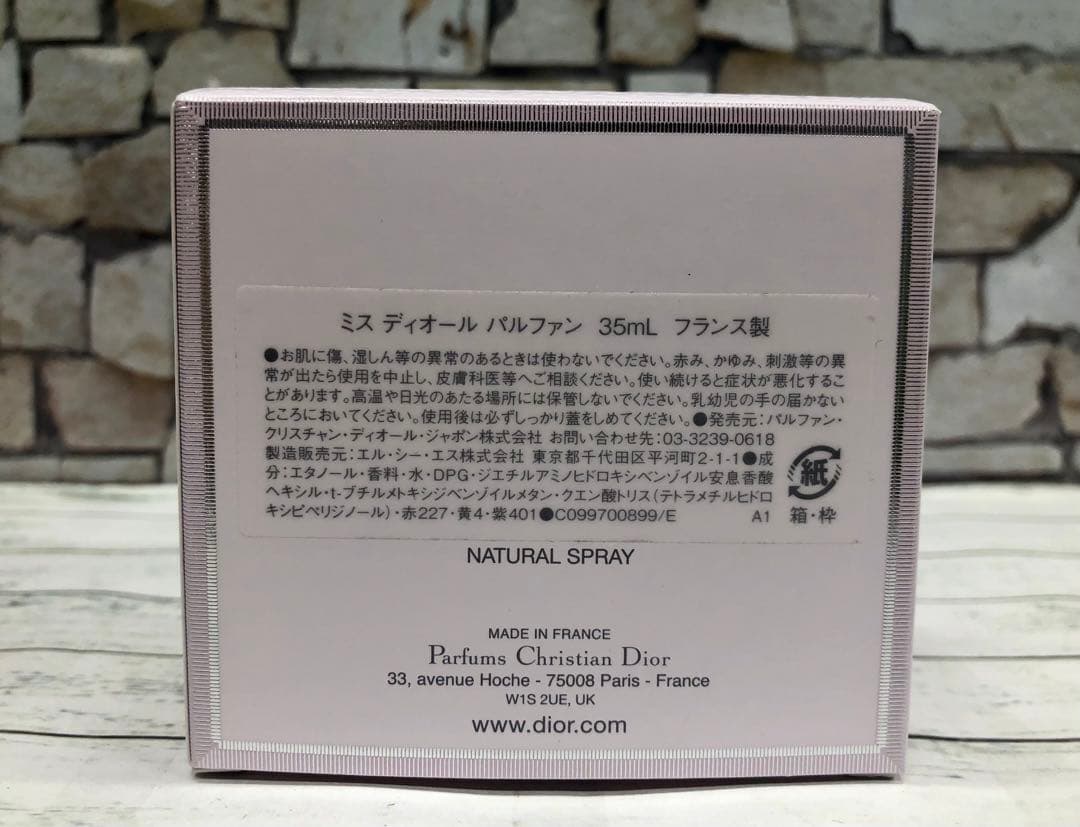 ミス ディオール パルファン 35mL フランス製
●お肌に傷、湿しん等の異常のあるときは使わないでください。赤み、かゆみ、刺激等の異
常が出たら使用を中止し、皮膚科医等へご相談ください。使い続けると症状が悪化するこ
とがあります。高温や日光のあたる場所には保管しないでください。乳幼児の手の届かない
ところにおいてください。使用後は必ずしっかり蓋をしめてください。●発売元:パルファン・
クリスチャン・ディオール・ジャポン株式会社 お問い合わせ先:03-3239-0618
製造販売元:エル・シー・エス株式会社 東京都千代田区平河町2-1-1●成
分:エタノール・香料・水・DPG・ジエチルアミノヒドロキシベンゾイル安息香酸
ヘキシル・t-ブチルメトキシジベンゾイルメタン・クエン酸トリス(テトラメチルヒドロ
キシピペリジノール)・赤227・黄4・紫401●C099700899/E A1
紙
箱・枠
NATURAL SPRAY
MADE IN FRANCE
Parfums Christian Dior
33, avenue Hoche - 75008 Paris - France
W1S 2UE, UK
www.dior.com